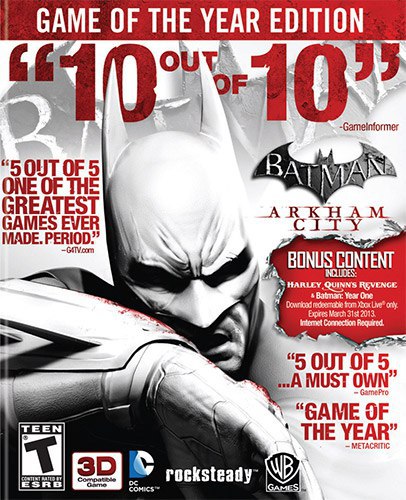 GAME OF THE YEAR EDITION
“10 OUT OF 10”
-GameInformer
“5 OUT OF 5
ONE OF THE
GREATEST
GAMES EVER
MADE. PERIOD.”
-G4TV.com
BATMAN
ARKHAM
CITY
BONUS CONTENT
INCLUDES:
HARLEY QUINN'S REVENGE
& Batman: Year One
Download redeemable from Xbox Live® only.
Expires March 31st 2013.
Internet Connection Required.
“5 OUT OF 5
...A MUST OWN”
– GamePro
“GAME OF
THE YEAR”
– METACRITIC
TEEN
T
CONTENT RATED BY
ESRB
3D
Compatible
Game
DC
COMICS™
rocksteady™
WB
GAMES